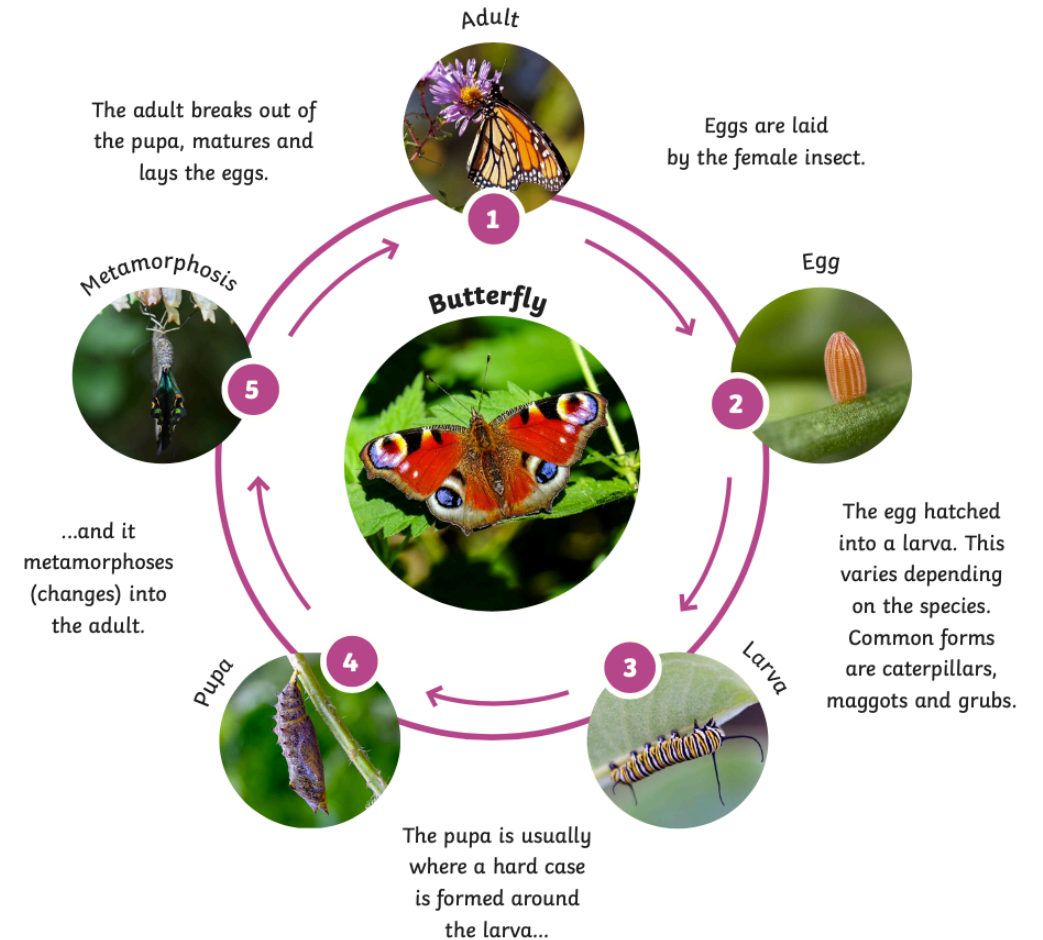 Adult
1
Eggs are laid
by the female insect.
Egg
2
The egg hatched
into a larva. This
varies depending
on the species.
Common forms
are caterpillars,
maggots and grubs.
Larva
3
The pupa is usually
where a hard case
is formed around
the larva...
Pupa
4
...and it
metamorphoses
(changes) into
the adult.
Metamorphosis
5
The adult breaks out of
the pupa, matures and
lays the eggs.
Butterfly